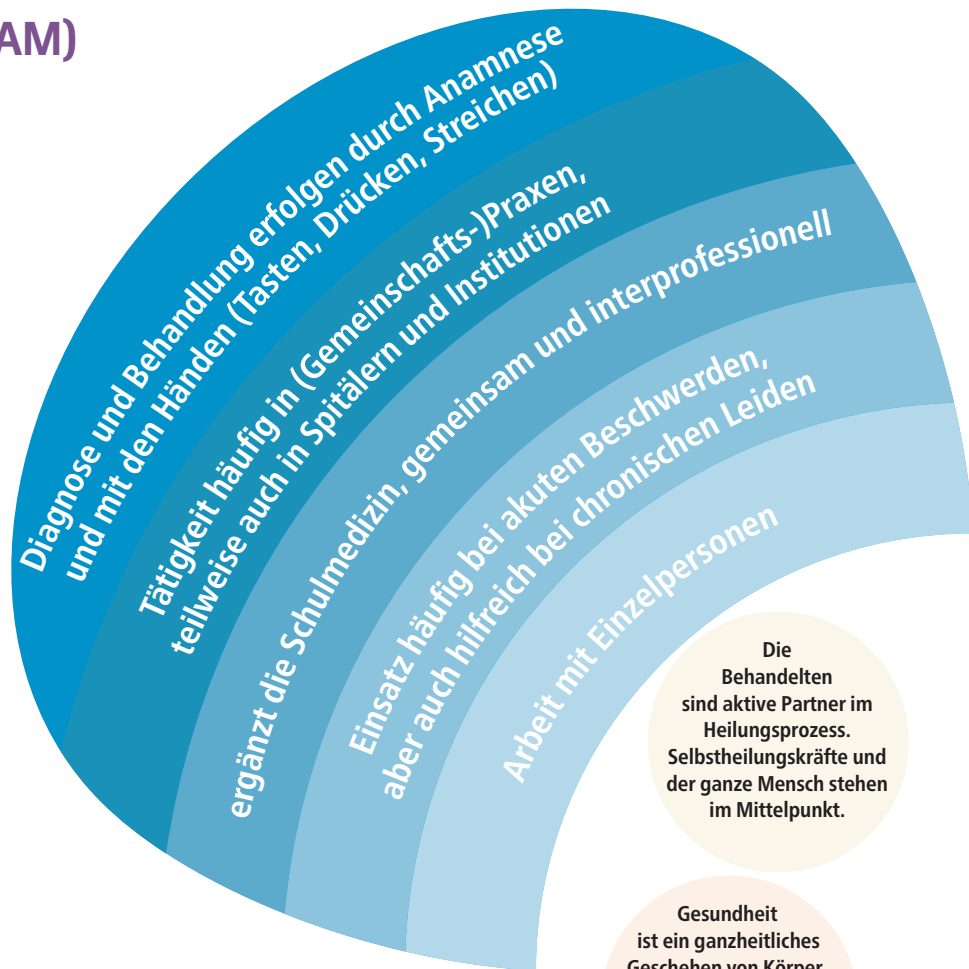 AM)
Diagnose und Behandlung erfolgen durch Anamnese
und mit den Händen (Tasten, Drücken, Streichen)
Tätigkeit häufig in (Gemeinschafts-)Praxen,
teilweise auch in Spitälern und Institutionen
ergänzt die Schulmedizin, gemeinsam und interprofessionell
Einsatz häufig bei akuten Beschwerden,
aber auch hilfreich bei chronischen Leiden
Arbeit mit Einzelpersonen
Die
Behandelten
sind aktive Partner im
Heilungsprozess.
Selbstheilungskräfte und
der ganze Mensch stehen
im Mittelpunkt.
Gesundheit
ist ein ganzheitliches
Geschehen von Körper,